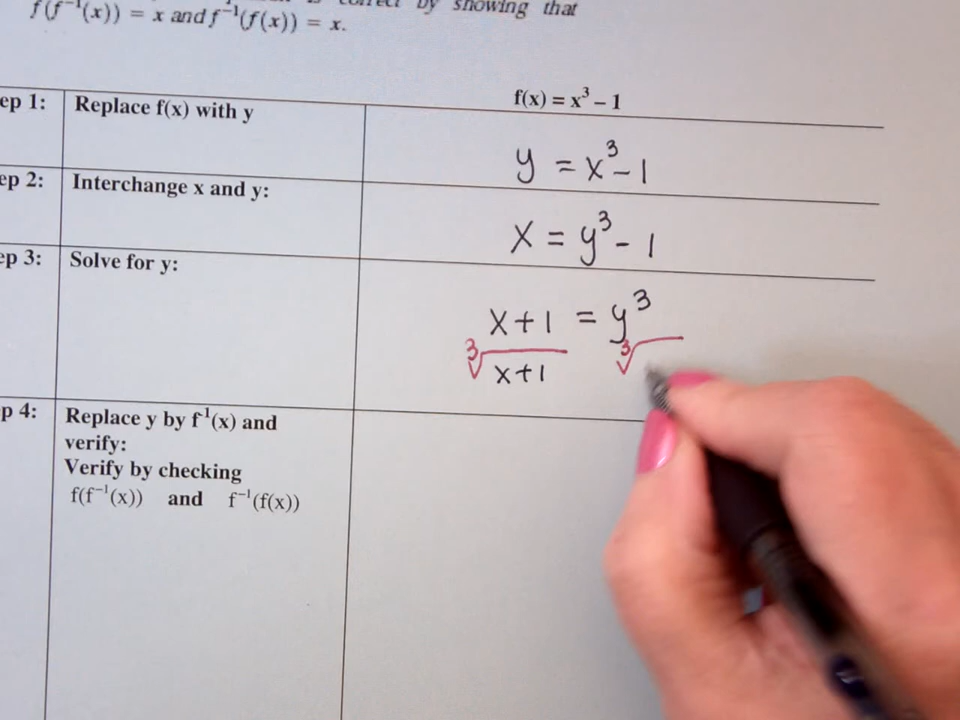 correct by showing that
f(f⁻¹(x)) = x and f⁻¹(f(x)) = x.
f(x) = x³ – 1
ep 1: Replace f(x) with y
y = x³ - 1
ep 2: Interchange x and y:
x = y³ - 1
ep 3: Solve for y:
x + 1 = y³
∛(x+1) ∛
p 4: Replace y by f⁻¹(x) and
verify:
Verify by checking
f(f⁻¹(x)) and f⁻¹(f(x))